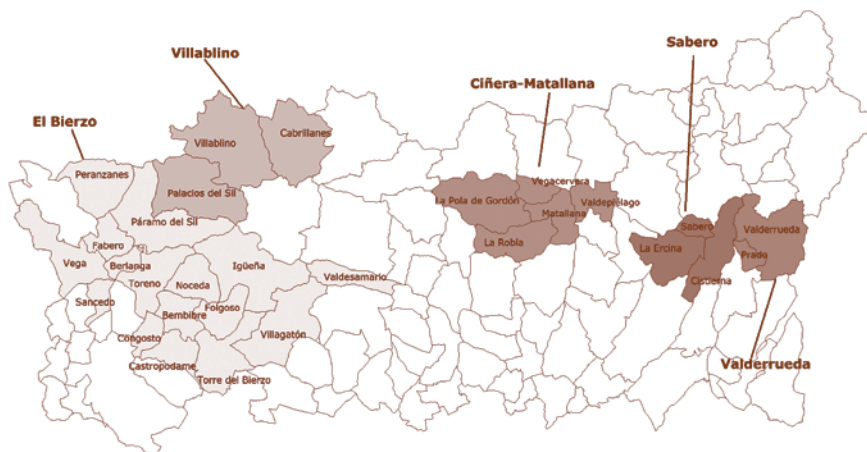 Sabero
Villablino
Ciñera-Matallana
El Bierzo
Villablino
Cabrillanes
Peranzanes
Vegacervera
Palacios del Sil
La Pola de Gordón
Valdepiélago
Matallana
Páramo del Sil
Sabero
Valderrueda
Fabero
La Robla
La Ercina
Vega
Berlanga
Igüeña
Prado
Valdesamario
Toreno
Noceda
Cistierna
Sancedo
Folgoso
Bembibre
Villagatón
Congosto
Castropodame
Valderrueda
Torre del Bierzo